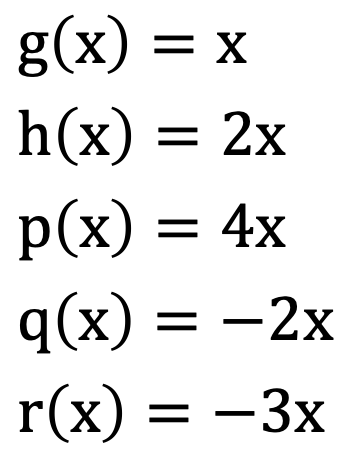 g(x) = x
h(x) = 2x
p(x) = 4x
q(x) = −2x
r(x) = −3x